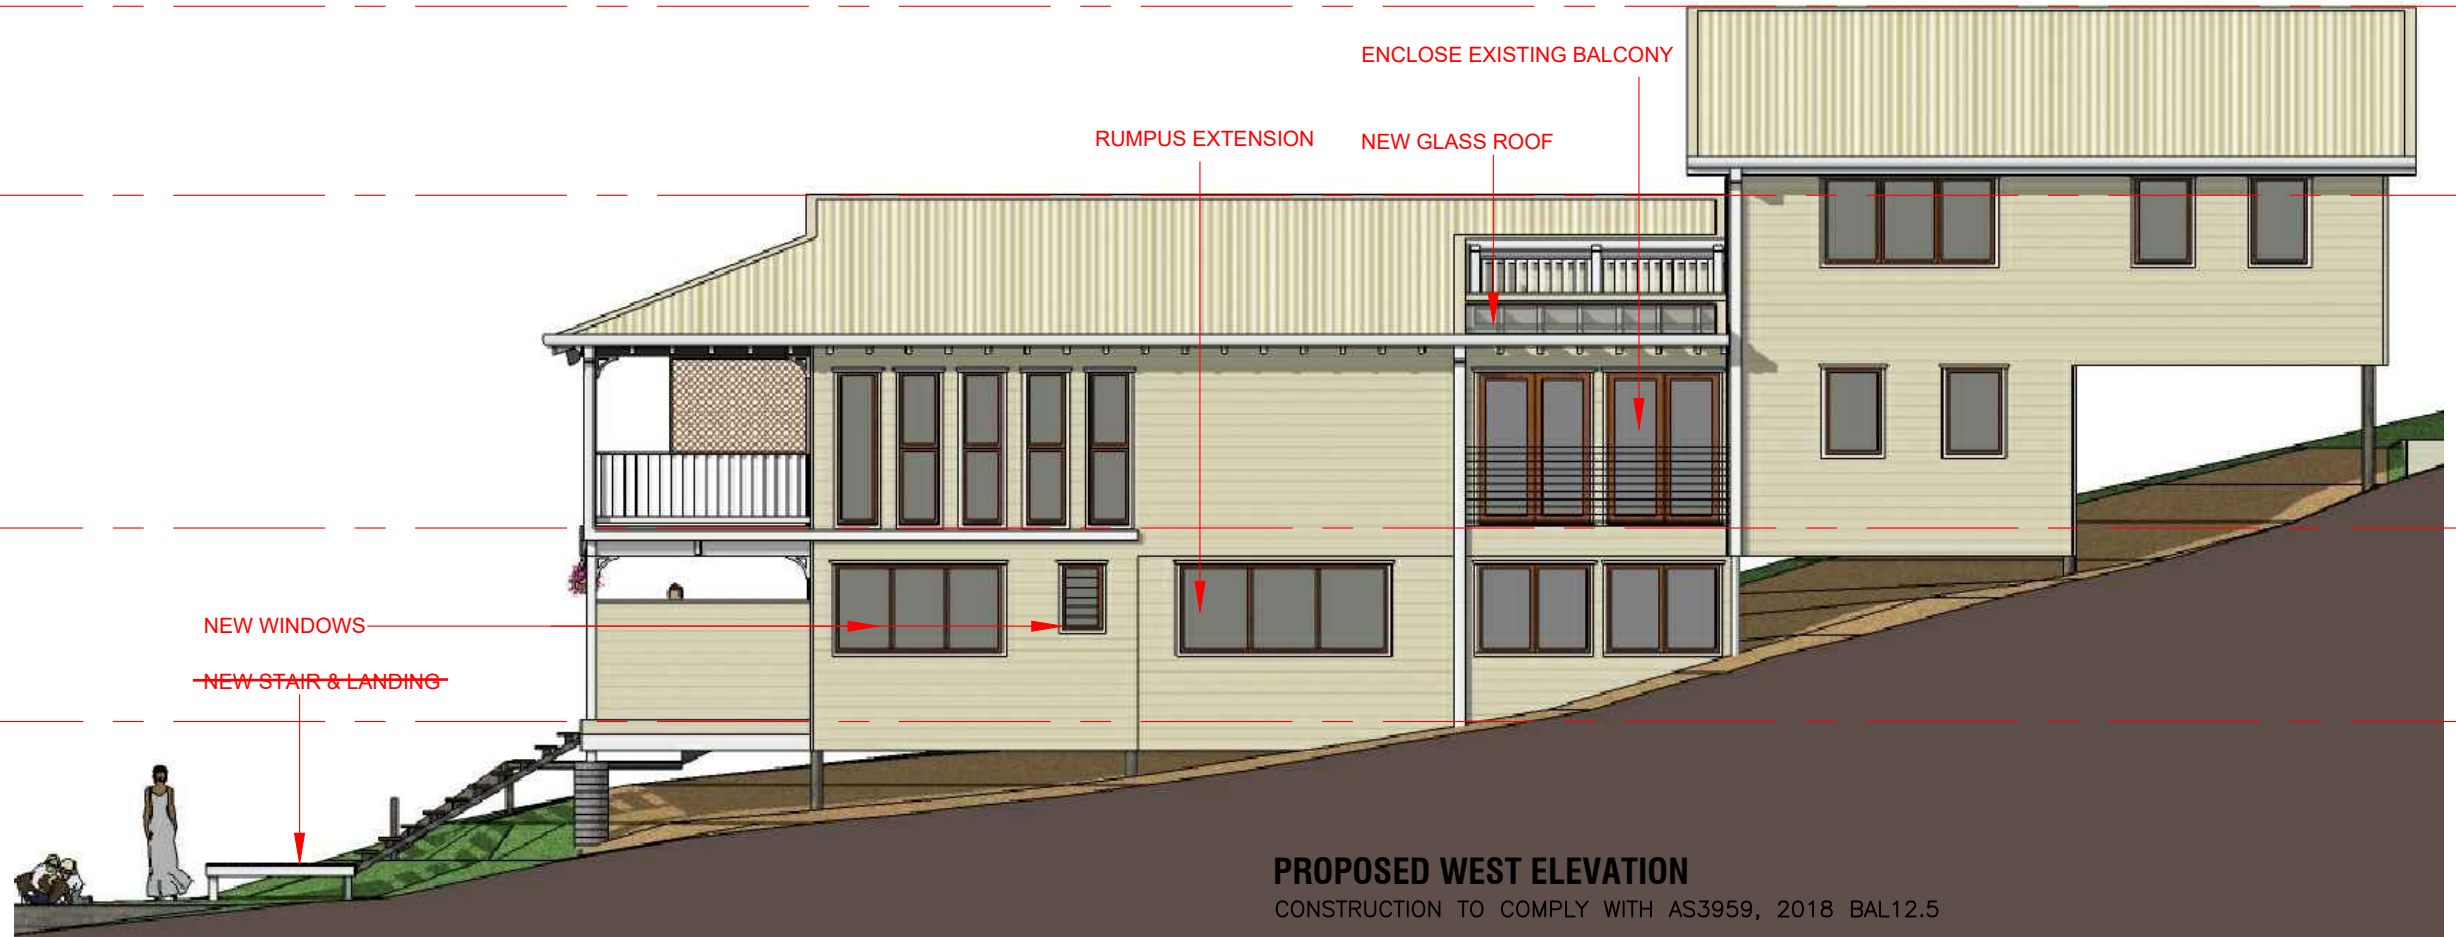 ENCLOSE EXISTING BALCONY
RUMPUS EXTENSION
NEW GLASS ROOF
NEW WINDOWS
NEW STAIR & LANDING
PROPOSED WEST ELEVATION
CONSTRUCTION TO COMPLY WITH AS3959, 2018 BAL12.5